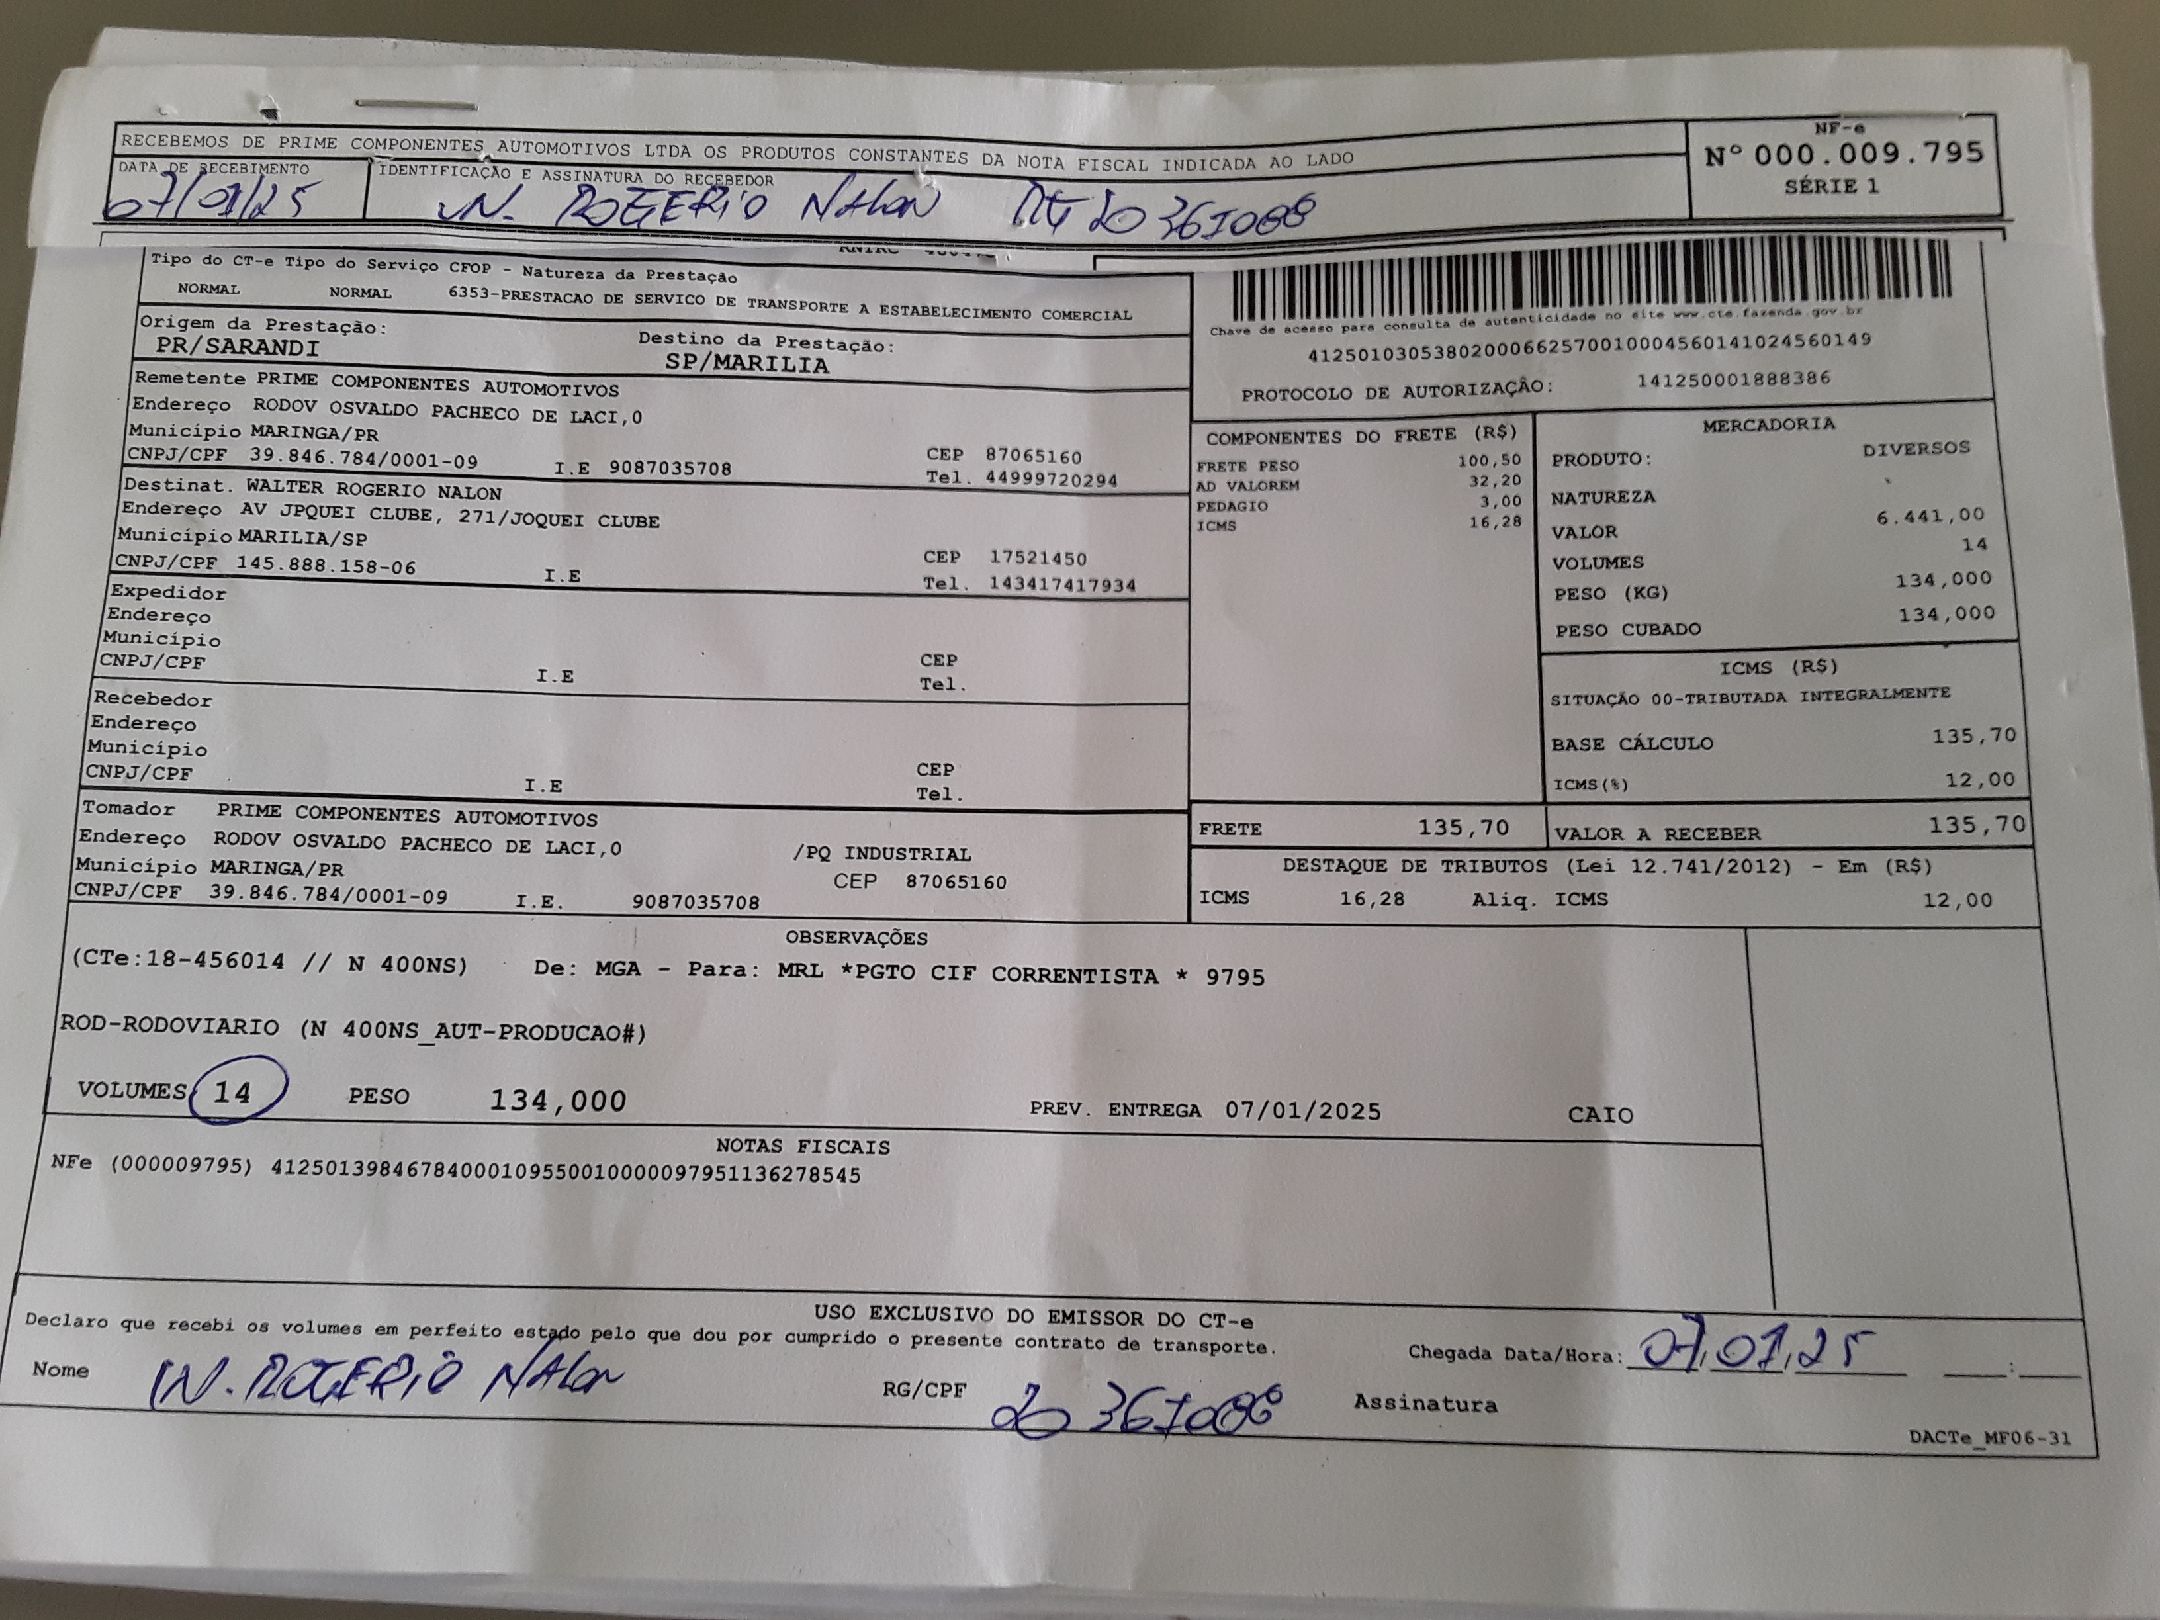 RECEBEMOS DE PRIME COMPONENTES AUTOMOTIVOS LTDA OS PRODUTOS CONSTANTES DA NOTA FISCAL INDICADA AO LADO
NF-e
Nº 000.009.795
SÉRIE 1
DATA DE RECEBIMENTO
IDENTIFICAÇÃO E ASSINATURA DO RECEBEDOR
07/01/25 W. ROGERIO NALON RG 20361088
Tipo do CT-e Tipo do Serviço CFOP - Natureza da Prestação
NORMAL NORMAL 6353-PRESTACAO DE SERVICO DE TRANSPORTE A ESTABELECIMENTO COMERCIAL
Origem da Prestação: Destino da Prestação:
PR/SARANDI SP/MARILIA
Chave de acesso para consulta de autenticidade no site www.cte.fazenda.gov.br
41250103053802000662570010004560141024560149
PROTOCOLO DE AUTORIZAÇÃO: 141250001888386
Remetente PRIME COMPONENTES AUTOMOTIVOS
Endereço RODOV OSVALDO PACHECO DE LACI,0
Município MARINGA/PR CEP 87065160
CNPJ/CPF 39.846.784/0001-09 I.E 9087035708 Tel. 44999720294
Destinat. WALTER ROGERIO NALON
Endereço AV JPQUEI CLUBE, 271/JOQUEI CLUBE
Município MARILIA/SP CEP 17521450
CNPJ/CPF 145.888.158-06 I.E Tel. 143417417934
Expedidor
Endereço
Município CEP
CNPJ/CPF I.E Tel.
Recebedor
Endereço
Município CEP
CNPJ/CPF I.E Tel.
Tomador PRIME COMPONENTES AUTOMOTIVOS
Endereço RODOV OSVALDO PACHECO DE LACI,0 /PQ INDUSTRIAL
Município MARINGA/PR CEP 87065160
CNPJ/CPF 39.846.784/0001-09 I.E. 9087035708
COMPONENTES DO FRETE (R$)
FRETE PESO 100,50
AD VALOREM 32,20
PEDAGIO 3,00
ICMS 16,28
MERCADORIA
PRODUTO: DIVERSOS
NATUREZA
VALOR 6.441,00
VOLUMES 14
PESO (KG) 134,000
PESO CUBADO 134,000
ICMS (R$)
SITUAÇÃO 00-TRIBUTADA INTEGRALMENTE
BASE CÁLCULO 135,70
ICMS(%) 12,00
FRETE 135,70 VALOR A RECEBER 135,70
DESTAQUE DE TRIBUTOS (Lei 12.741/2012) - Em (R$)
ICMS 16,28 Aliq. ICMS 12,00
OBSERVAÇÕES
(CTe:18-456014 // N 400NS) De: MGA - Para: MRL *PGTO CIF CORRENTISTA * 9795
ROD-RODOVIARIO (N 400NS_AUT-PRODUCAO#)
VOLUMES 14 PESO 134,000 PREV. ENTREGA 07/01/2025 CAIO
NOTAS FISCAIS
NFe (000009795) 41250139846784000109550010000097951136278545
USO EXCLUSIVO DO EMISSOR DO CT-e
Declaro que recebi os volumes em perfeito estado pelo que dou por cumprido o presente contrato de transporte.
Chegada Data/Hora: 07,01,25 :
Nome W. ROGERIO NALON RG/CPF 20361088 Assinatura
DACTe_MF06-31